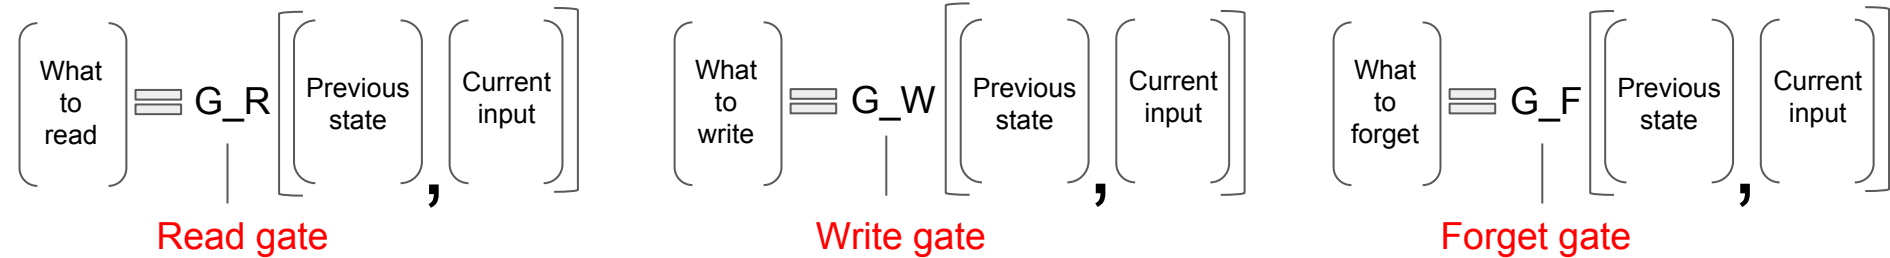 What
to
read
G_R
Previous
state
,
Current
input
Read gate
What
to
write
G_W
Previous
state
,
Current
input
Write gate
What
to
forget
G_F
Previous
state
,
Current
input
Forget gate